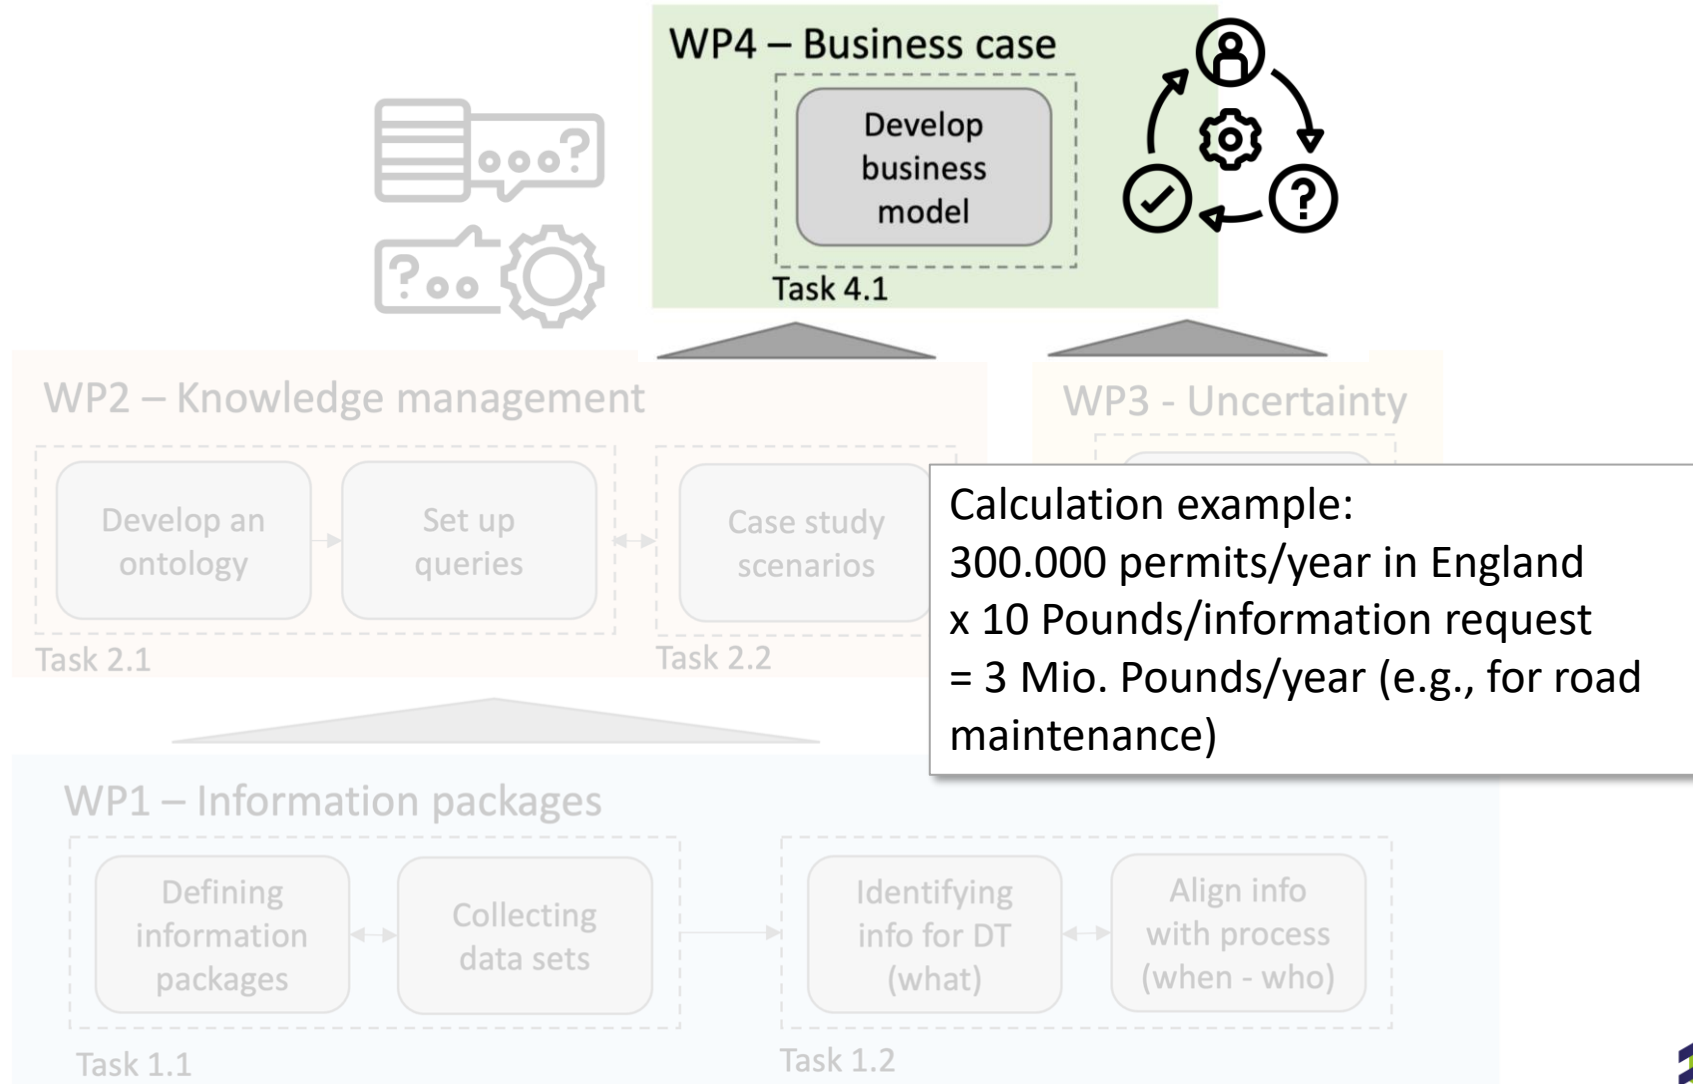 WP4 – Business case
Develop
business
model
Task 4.1
?
...?
?..
WP2 – Knowledge management
Develop an
ontology
Set up
queries
Case study
scenarios
Task 2.1
Task 2.2
WP3 - Uncertainty
Calculation example:
300.000 permits/year in England
x 10 Pounds/information request
= 3 Mio. Pounds/year (e.g., for road
maintenance)
WP1 – Information packages
Defining
information
packages
Collecting
data sets
Identifying
info for DT
(what)
Align info
with process
(when - who)
Task 1.1
Task 1.2